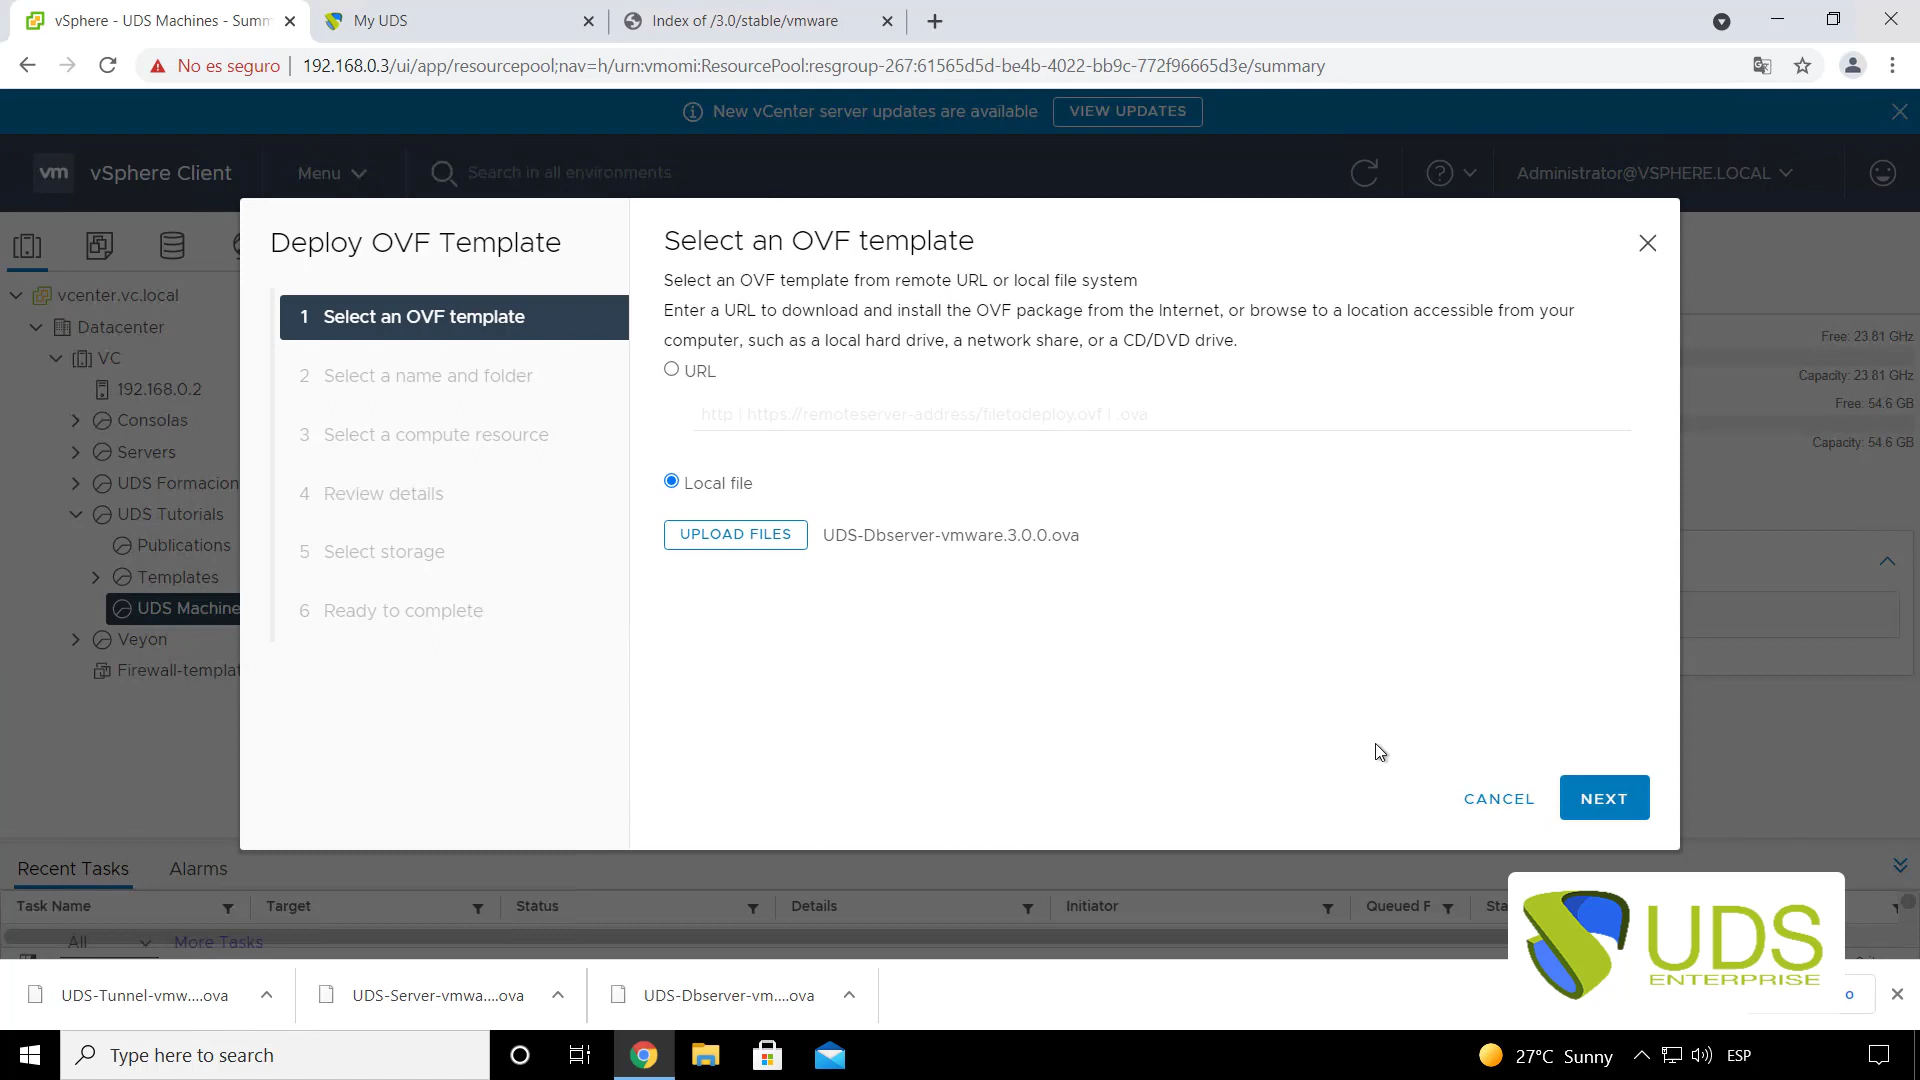 vSphere - UDS Machines - Summ
My UDS
Index of /3.0/stable/vmware
No es seguro
192.168.0.3/ui/app/resourcepool;nav=h/urn:vmomi:ResourcePool:resgroup-267:61565d5d-be4b-4022-bb9c-772f96665d3e/summary
New vCenter server updates are available
VIEW UPDATES
vm
vSphere Client
Menu
Search in all environments
Administrator@VSPHERE.LOCAL
vcenter.vc.local
Datacenter
VC
192.168.0.2
Consolas
Servers
UDS Formacion
UDS Tutorials
Publications
Templates
UDS Machine
Veyon
Firewall-templat
Deploy OVF Template
1 Select an OVF template
2 Select a name and folder
3 Select a compute resource
4 Review details
5 Select storage
6 Ready to complete
Select an OVF template
Select an OVF template from remote URL or local file system
Enter a URL to download and install the OVF package from the Internet, or browse to a location accessible from your
computer, such as a local hard drive, a network share, or a CD/DVD drive.
URL
http | https://remoteserver-address/filetodeploy.ovf | .ova
Local file
UPLOAD FILES
UDS-Dbserver-vmware.3.0.0.ova
CANCEL
NEXT
Free: 23.81 GHz
Capacity: 23.81 GHz
Free: 54.6 GB
Capacity: 54.6 GB
Recent Tasks
Alarms
Task Name
Target
Status
Details
Initiator
Queued F
Sta
All
More Tasks
UDS
ENTERPRISE
UDS-Tunnel-vmw....ova
UDS-Server-vmwa....ova
UDS-Dbserver-vm....ova
Type here to search
27°C Sunny
ESP